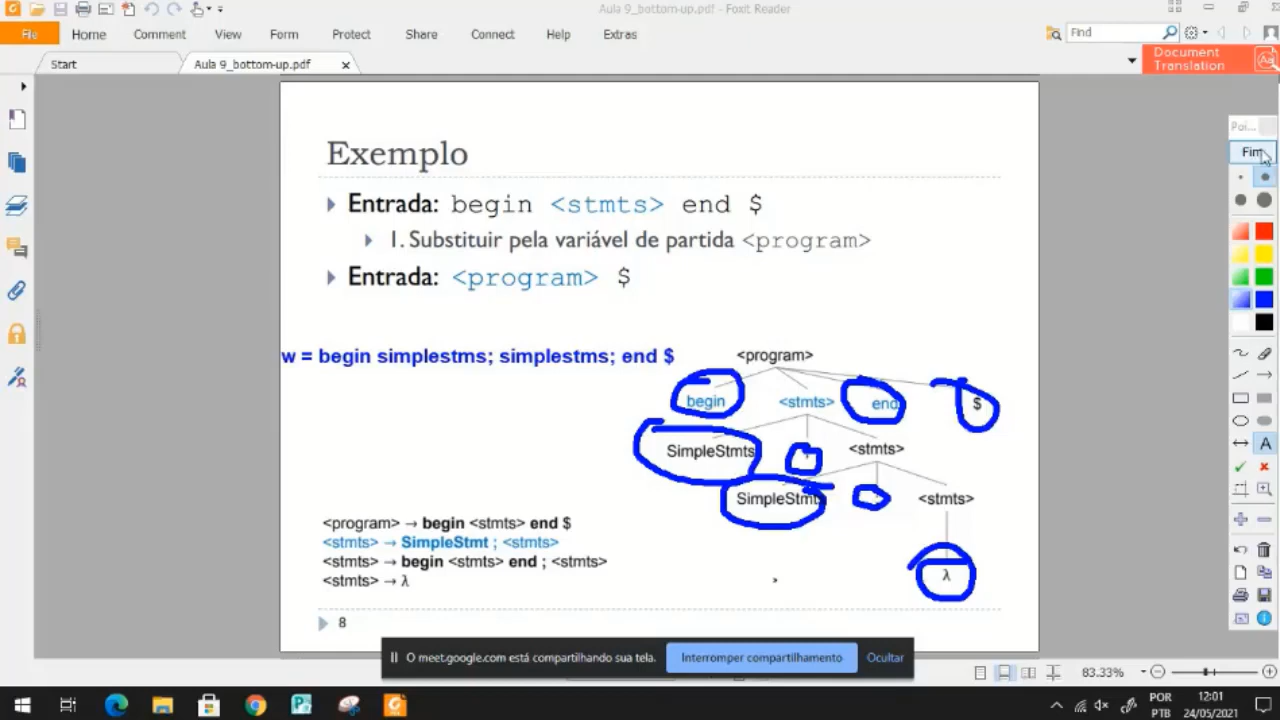 Aula 9_bottom-up.pdf - Foxit Reader
File Home Comment View Form Protect Share Connect Help Extras
Find
Start
Aula 9_bottom-up.pdf
Document Translation
Poi...
Fim
A
Exemplo
Entrada: begin <stmts> end $
1. Substituir pela variável de partida <program>
Entrada: <program> $
w = begin simplestms; simplestms; end $
<program>
begin <stmts> end $
SimpleStmts ; <stmts>
SimpleStmts <stmts>
λ
<program> → begin <stmts> end $
<stmts> → SimpleStmt ; <stmts>
<stmts> → begin <stmts> end ; <stmts>
<stmts> → λ
8
O meet.google.com está compartilhando sua tela.
Interromper compartilhamento
Ocultar
83.33%
POR
PTB
12:01
24/05/2021